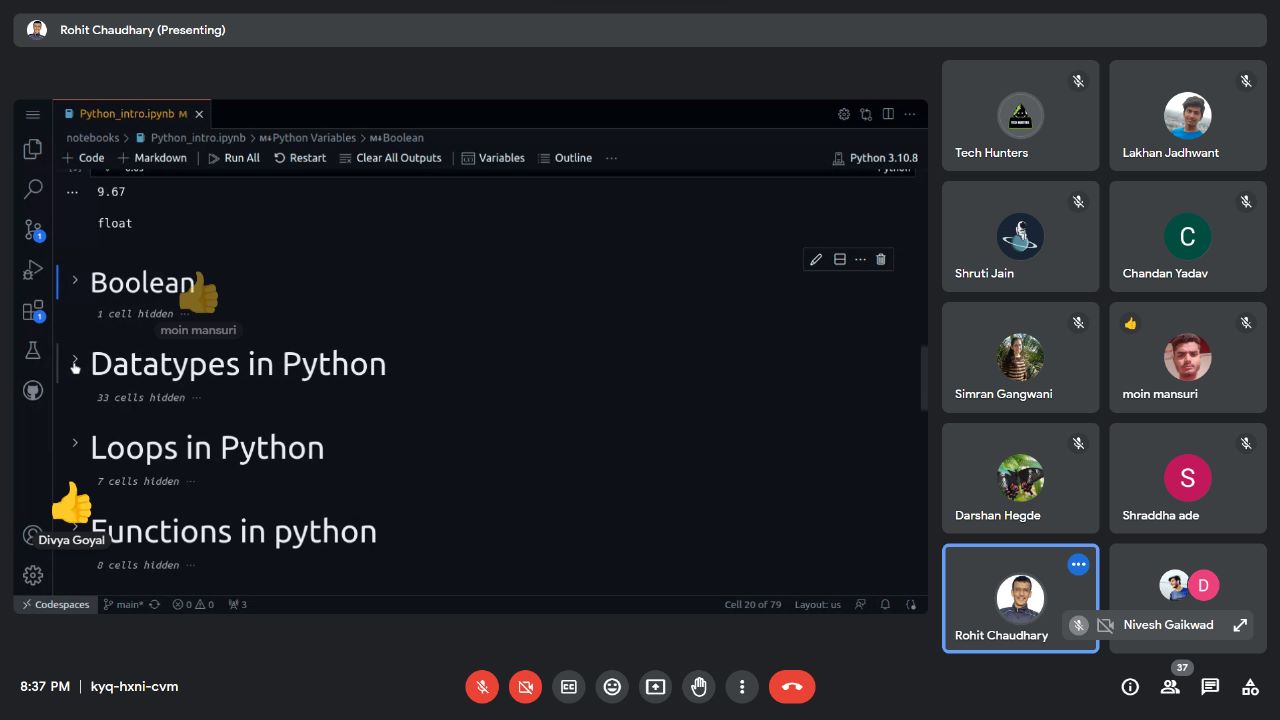 Rohit Chaudhary (Presenting)
Python_intro.ipynb M
notebooks > Python_intro.ipynb > M↓Python Variables > M↓Boolean
+ Code + Markdown Run All Restart Clear All Outputs Variables Outline ... Python 3.10.8
Python
... 9.67
float
Boolean
1 cell hidden ...
moin mansuri
Datatypes in Python
33 cells hidden ...
Loops in Python
7 cells hidden ...
Functions in python
Divya Goyal
8 cells hidden ...
1
1
Codespaces main* 0 0 3 Cell 20 of 79 Layout: us
Tech Hunters
Lakhan Jadhwant
Shruti Jain
C
Chandan Yadav
Simran Gangwani
moin mansuri
Darshan Hegde
S
Shraddha ade
Rohit Chaudhary
D
Nivesh Gaikwad
8:37 PM | kyq-hxni-cvm
37